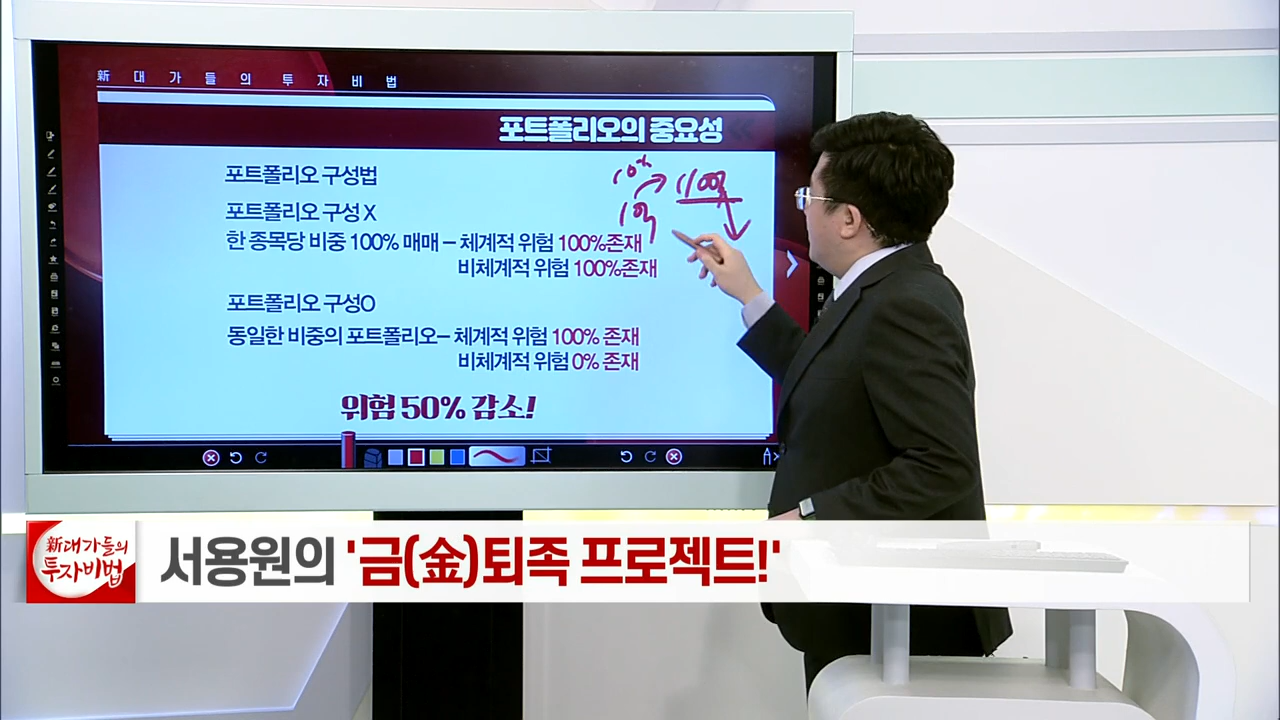 新 대 가 들 의 투 자 비 법
포트폴리오의 중요성
포트폴리오 구성법
포트폴리오 구성 X
한 종목당 비중 100% 매매 – 체계적 위험 100%존재
비체계적 위험 100%존재
포트폴리오 구성O
동일한 비중의 포트폴리오– 체계적 위험 100% 존재
비체계적 위험 0% 존재
위험 50% 감소!
新대가들의
투자비법
서용원의 '금(金)퇴족 프로젝트!'